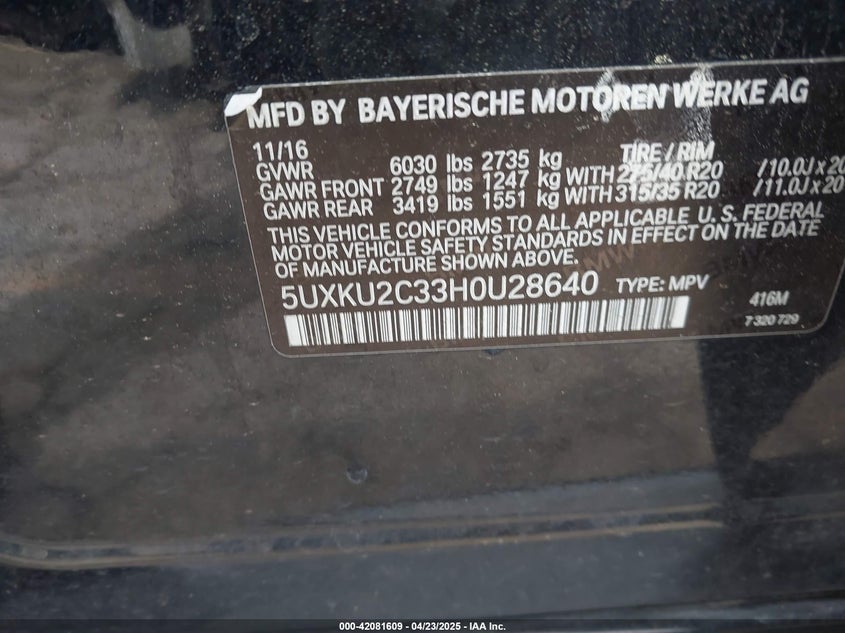 MFD BY BAYERISCHE MOTOREN WERKE AG
11/16 TIRE / RIM
GVWR 6030 lbs 2735 kg
GAWR FRONT 2749 lbs 1247 kg WITH 275/40 R20 /10.0J x 20
GAWR REAR 3419 lbs 1551 kg WITH 315/35 R20 /11.0J x 20
THIS VEHICLE CONFORMS TO ALL APPLICABLE U.S. FEDERAL
MOTOR VEHICLE SAFETY STANDARDS IN EFFECT ON THE DATE
OF MANUFACTURE SHOWN ABOVE.
5UXKU2C33H0U28640 TYPE: MPV 416M
7 320 729
000-42081609 - 04/23/2025 - IAA Inc.